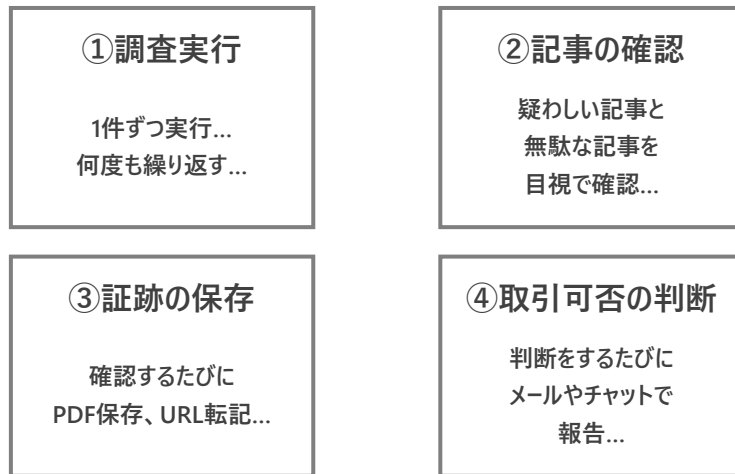 ①調査実行
1件ずつ実行...
何度も繰り返す...
②記事の確認
疑わしい記事と
無駄な記事を
目視で確認...
③証跡の保存
確認するたびに
PDF保存、URL転記...
④取引可否の判断
判断をするたびに
メールやチャットで
報告...